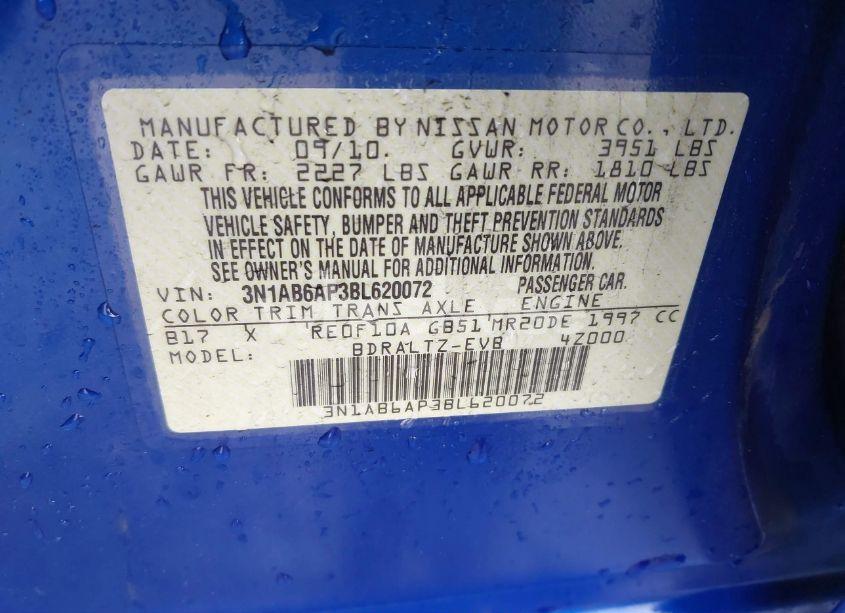 MANUFACTURED BY NISSAN MOTOR CO., LTD.
DATE: 09/10. GVWR: 3951 LBS
GAWR FR: 2227 LBS GAWR RR: 1810 LBS
THIS VEHICLE CONFORMS TO ALL APPLICABLE FEDERAL MOTOR
VEHICLE SAFETY, BUMPER AND THEFT PREVENTION STANDARDS
IN EFFECT ON THE DATE OF MANUFACTURE SHOWN ABOVE.
SEE OWNER'S MANUAL FOR ADDITIONAL INFORMATION.
VIN: 3N1AB6AP3BL620072 PASSENGER CAR.
COLOR TRIM TRANS AXLE ENGINE
B17 X RE0F10A GB51 MR20DE 1997 CC
MODEL: BDRALTZ-EVB 4Z000
3N1AB6AP3BL620072